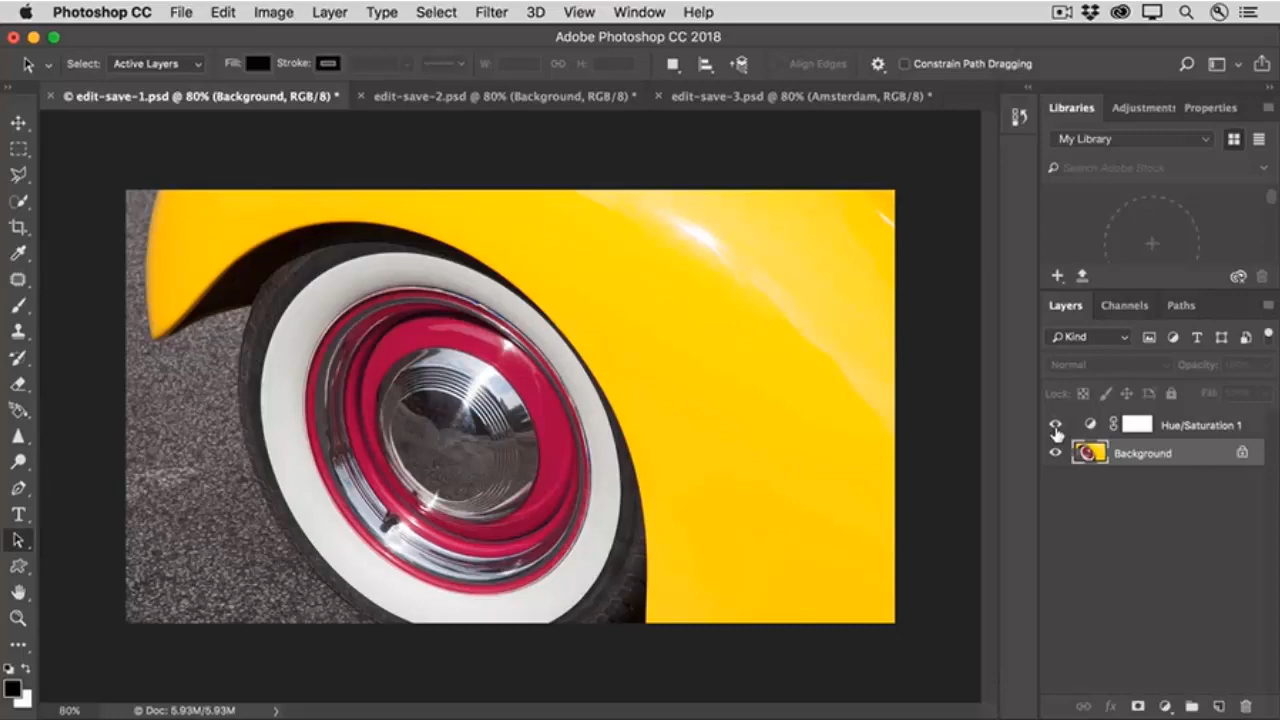 Photoshop CC File Edit Image Layer Type Select Filter 3D View Window Help
Adobe Photoshop CC 2018
Select: Active Layers Fill: Stroke: W: H: Align Edges Constrain Path Dragging
© edit-save-1.psd @ 80% (Background, RGB/8) * edit-save-2.psd @ 80% (Background, RGB/8) * edit-save-3.psd @ 80% (Amsterdam, RGB/8) *
Libraries Adjustments Properties
My Library
Search Adobe Stock
Layers Channels Paths
Kind
Normal Opacity:
Lock: Fill:
Hue/Saturation 1
Background
80% © Doc: 5.93M/5.93M